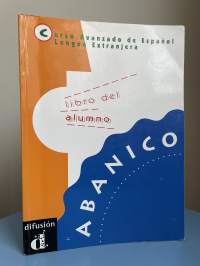 Curso Avanzado de Español
Lengua Extranjera
libro del
alumno
ABANICO
difusión